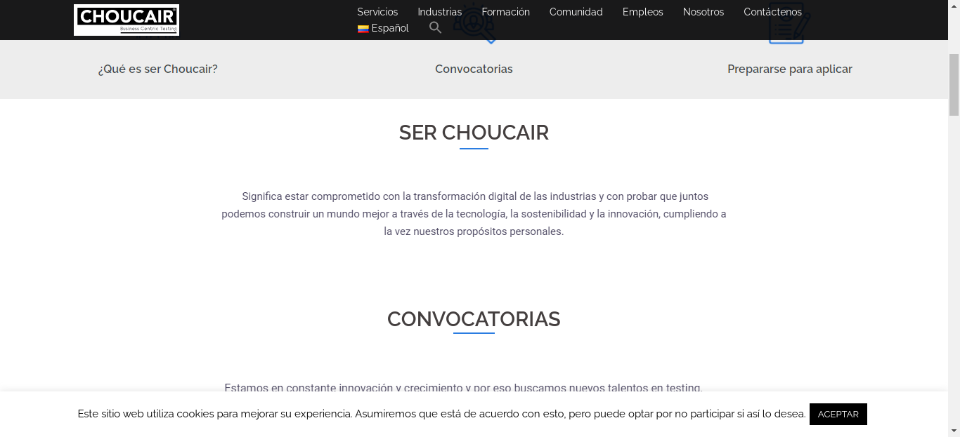 CHOUCAIR
Business Centric Testing
Servicios Industrias Formación Comunidad Empleos Nosotros Contáctenos
Español
¿Qué es ser Choucair? Convocatorias Prepararse para aplicar
SER CHOUCAIR
Significa estar comprometido con la transformación digital de las industrias y con probar que juntos
podemos construir un mundo mejor a través de la tecnología, la sostenibilidad y la innovación, cumpliendo a
la vez nuestros propósitos personales.
CONVOCATORIAS
Estamos en constante innovación y crecimiento y por eso buscamos nuevos talentos en testing,
Este sitio web utiliza cookies para mejorar su experiencia. Asumiremos que está de acuerdo con esto, pero puede optar por no participar si así lo desea. ACEPTAR